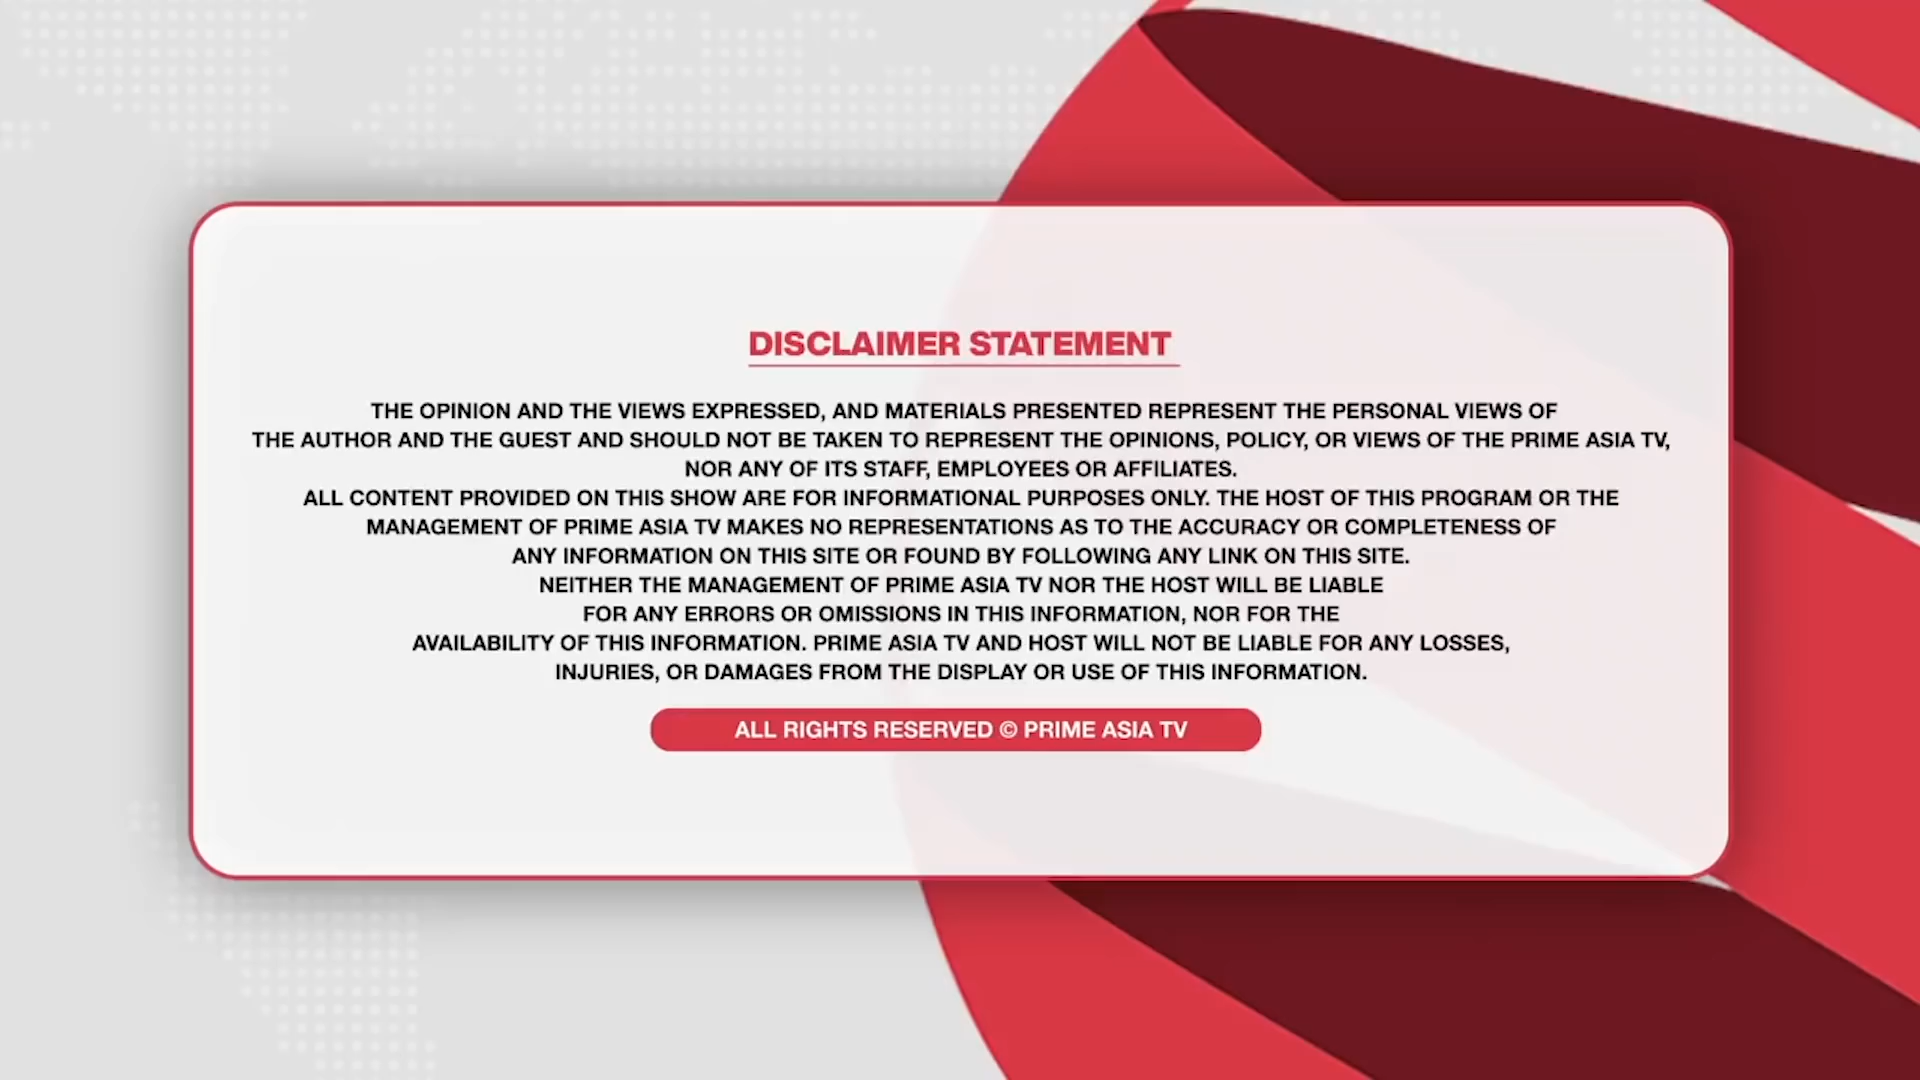 DISCLAIMER STATEMENT
THE OPINION AND THE VIEWS EXPRESSED, AND MATERIALS PRESENTED REPRESENT THE PERSONAL VIEWS OF
THE AUTHOR AND THE GUEST AND SHOULD NOT BE TAKEN TO REPRESENT THE OPINIONS, POLICY, OR VIEWS OF THE PRIME ASIA TV,
NOR ANY OF ITS STAFF, EMPLOYEES OR AFFILIATES.
ALL CONTENT PROVIDED ON THIS SHOW ARE FOR INFORMATIONAL PURPOSES ONLY. THE HOST OF THIS PROGRAM OR THE
MANAGEMENT OF PRIME ASIA TV MAKES NO REPRESENTATIONS AS TO THE ACCURACY OR COMPLETENESS OF
ANY INFORMATION ON THIS SITE OR FOUND BY FOLLOWING ANY LINK ON THIS SITE.
NEITHER THE MANAGEMENT OF PRIME ASIA TV NOR THE HOST WILL BE LIABLE
FOR ANY ERRORS OR OMISSIONS IN THIS INFORMATION, NOR FOR THE
AVAILABILITY OF THIS INFORMATION. PRIME ASIA TV AND HOST WILL NOT BE LIABLE FOR ANY LOSSES,
INJURIES, OR DAMAGES FROM THE DISPLAY OR USE OF THIS INFORMATION.
ALL RIGHTS RESERVED © PRIME ASIA TV